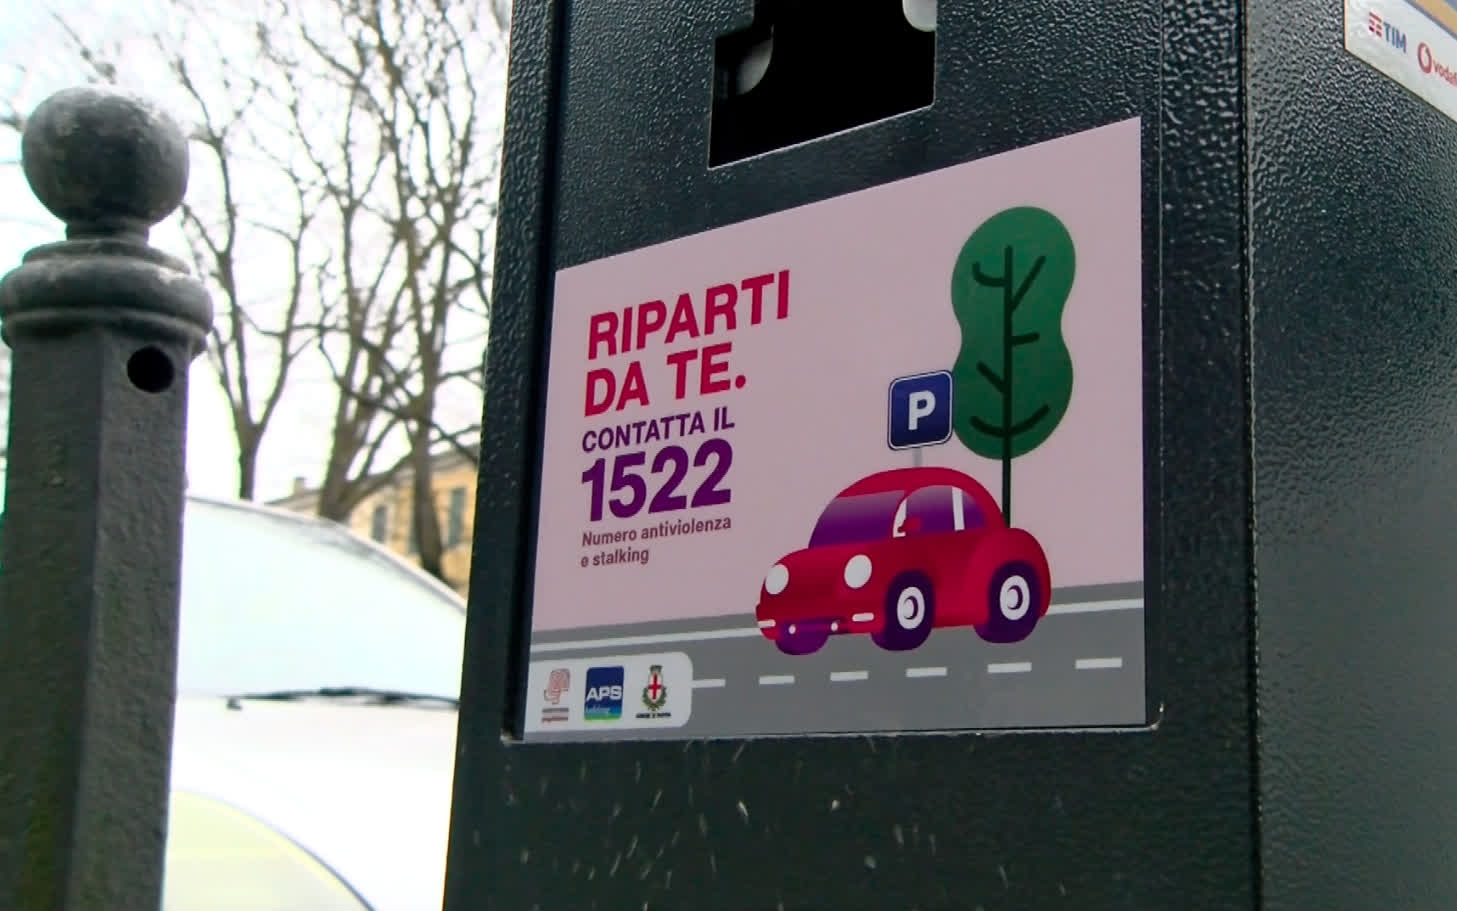 TIM
RIPARTI
DA TE.
CONTATTA IL
1522
Numero antiviolenza
e stalking
P
APS